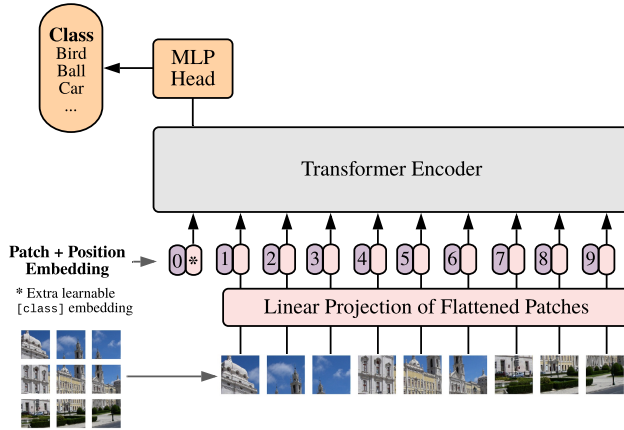 Class
Bird
Ball
Car
...
MLP
Head
Transformer Encoder
Patch + Position
Embedding
0 * 1 2 3 4 5 6 7 8 9
* Extra learnable
[class] embedding
Linear Projection of Flattened Patches